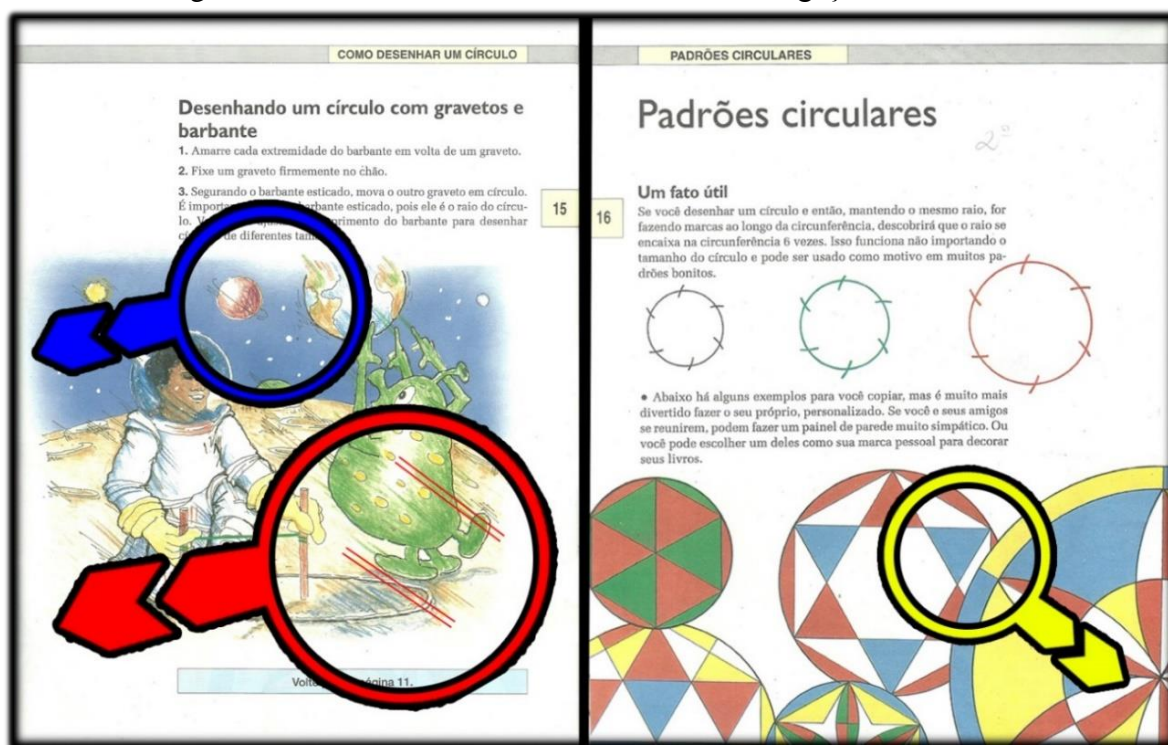 COMO DESENHAR UM CÍRCULO
Desenhando um círculo com gravetos e
barbante
1. Amarre cada extremidade do barbante em volta de um graveto.
2. Fixe um graveto firmemente no chão.
3. Segurando o barbante esticado, mova o outro graveto em círculo.
É barbante esticado, pois ele é o raio do círcu-
lo. do barbante para desenhar
de diferentes
15
página 11.
PADRÕES CIRCULARES
Padrões circulares
2º
Um fato útil
16
Se você desenhar um círculo e então, mantendo o mesmo raio, for
fazendo marcas ao longo da circunferência, descobrirá que o raio se
encaixa na circunferência 6 vezes. Isso funciona não importando o
tamanho do círculo e pode ser usado como motivo em muitos pa-
drões bonitos.
• Abaixo há alguns exemplos para você copiar, mas é muito mais
divertido fazer o seu próprio, personalizado. Se você e seus amigos
se reunirem, podem fazer um painel de parede muito simpático. Ou
você pode escolher um deles como sua marca pessoal para decorar
seus livros.